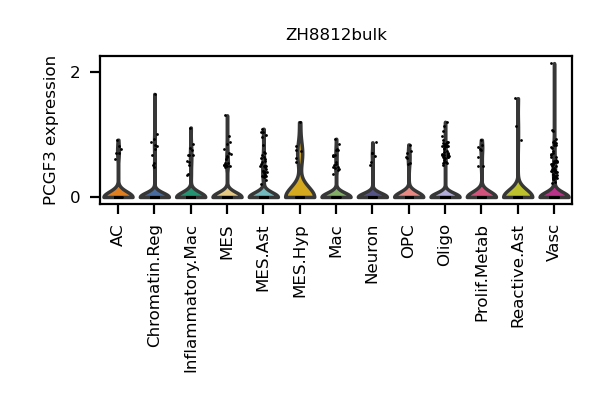 ZH8812bulk
PCGF3 expression
2
0
AC
Chromatin.Reg
Inflammatory.Mac
MES
MES.Ast
MES.Hyp
Mac
Neuron
OPC
Oligo
Prolif.Metab
Reactive.Ast
Vasc